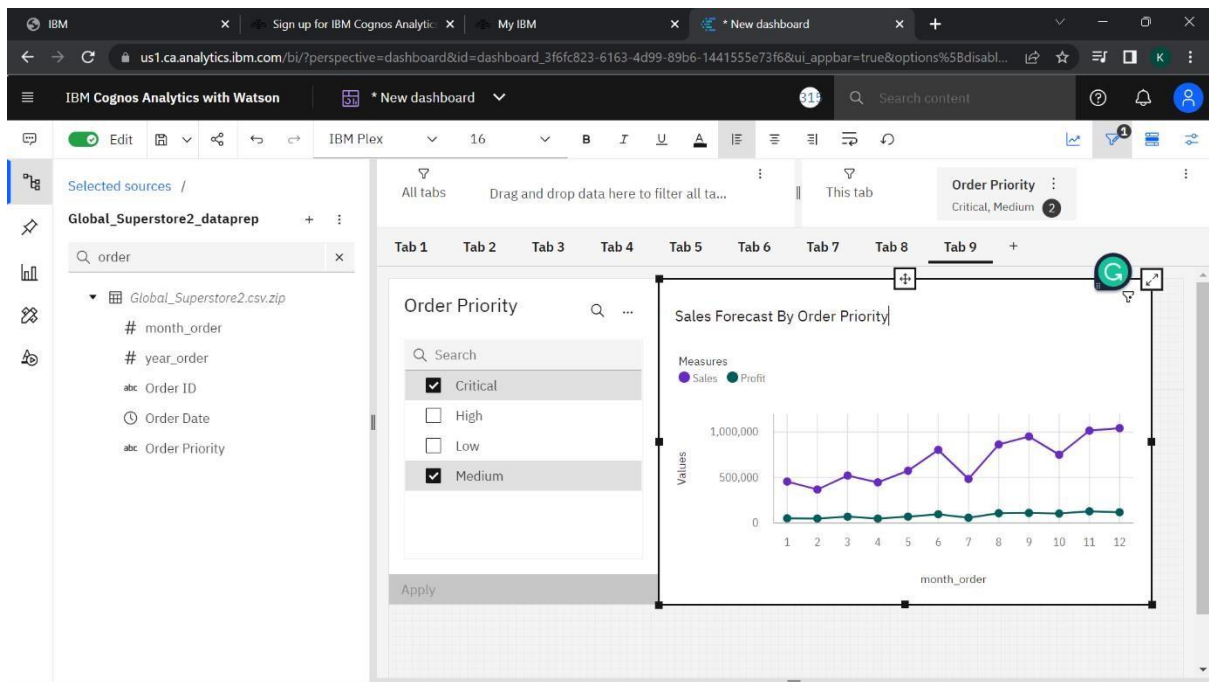 IBM
Sign up for IBM Cognos Analytic
My IBM
* New dashboard
us1.ca.analytics.ibm.com/bi/?perspective=dashboard&id=dashboard_3f6fc823-6163-4d99-89b6-1441555e73f6&ui_appbar=true&options%5Bdisabl...
K
IBM Cognos Analytics with Watson
* New dashboard
Search content
Edit
IBM Plex
16
B I U A
1
Selected sources /
Global_Superstore2_dataprep
order
Global_Superstore2.csv.zip
# month_order
# year_order
abc Order ID
Order Date
abc Order Priority
All tabs
Drag and drop data here to filter all ta...
This tab
Order Priority
Critical, Medium 2
Tab 1 Tab 2 Tab 3 Tab 4 Tab 5 Tab 6 Tab 7 Tab 8 Tab 9 +
Order Priority
Search
Critical
High
Low
Medium
Apply
Sales Forecast By Order Priority
Measures
Sales Profit
Values
1,000,000
500,000
0
1 2 3 4 5 6 7 8 9 10 11 12
month_order